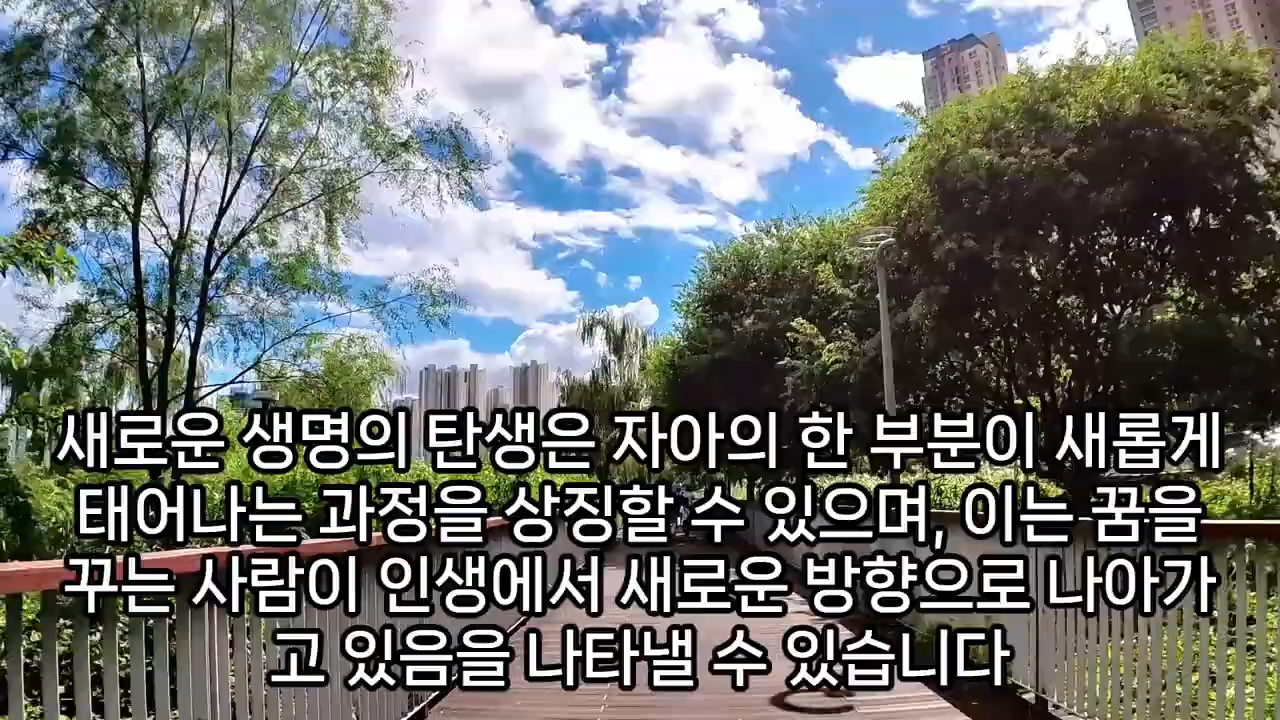 새로운 생명의 탄생은 자아의 한 부분이 새롭게
태어나는 과정을 상징할 수 있으며, 이는 꿈을
꾸는 사람이 인생에서 새로운 방향으로 나아가
고 있음을 나타낼 수 있습니다